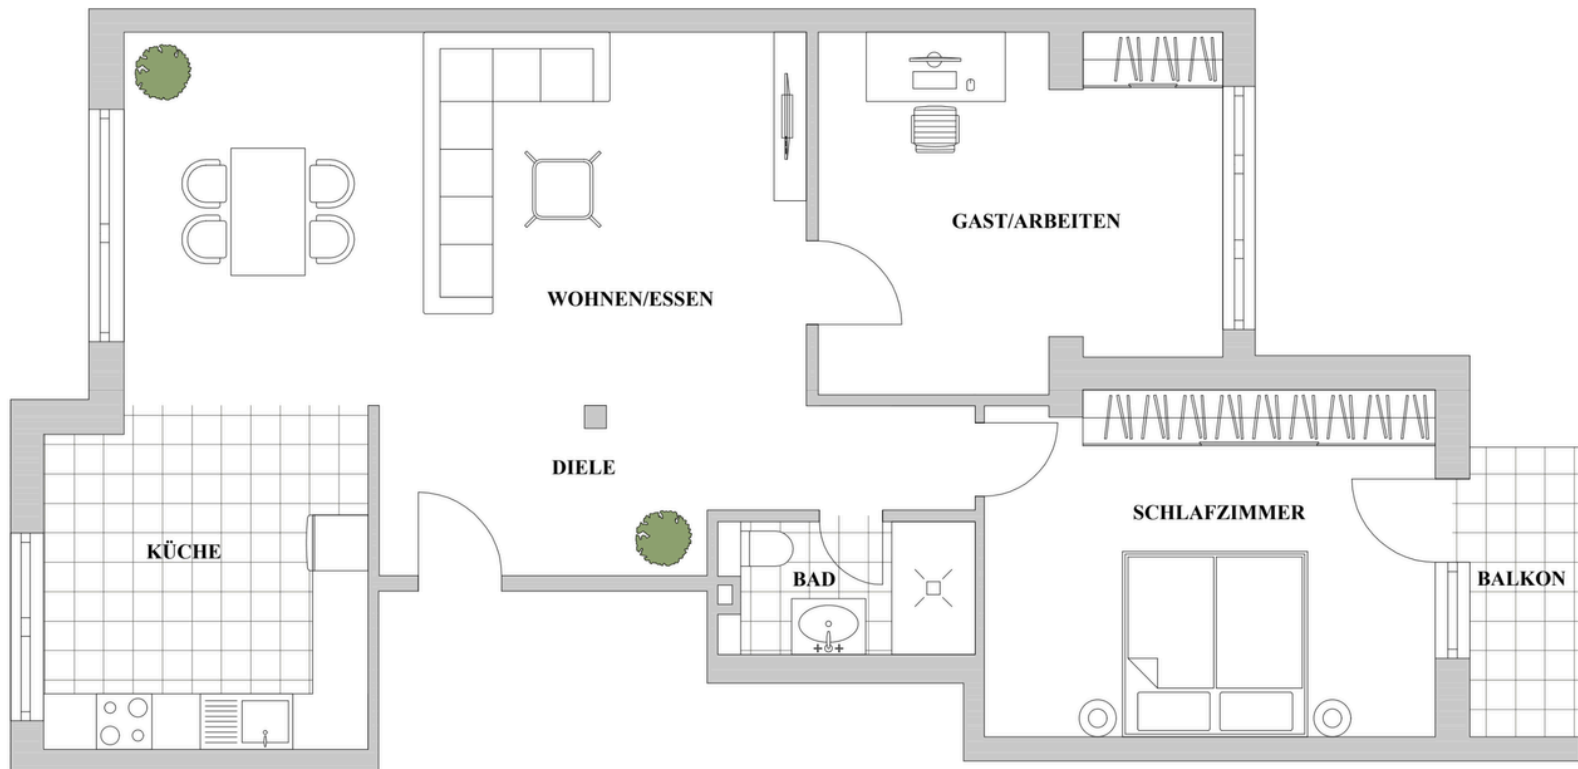 GAST/ARBEITEN
WOHNEN/ESSEN
DIELE
SCHLAFZIMMER
KÜCHE
BAD
BALKON